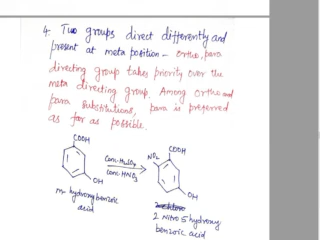 4. Two groups direct differently and
present at meta position - ortho, para
directing group takes priority over the
meta directing group. Among ortho and
para substitutions, para is preferred
as far as possible.
COOH
OH
m-hydroxybenzoic
acid
Conc. H2SO4
Conc. HNO3
COOH
NO2
OH
2 Nitro 5 hydroxy
benzoic acid